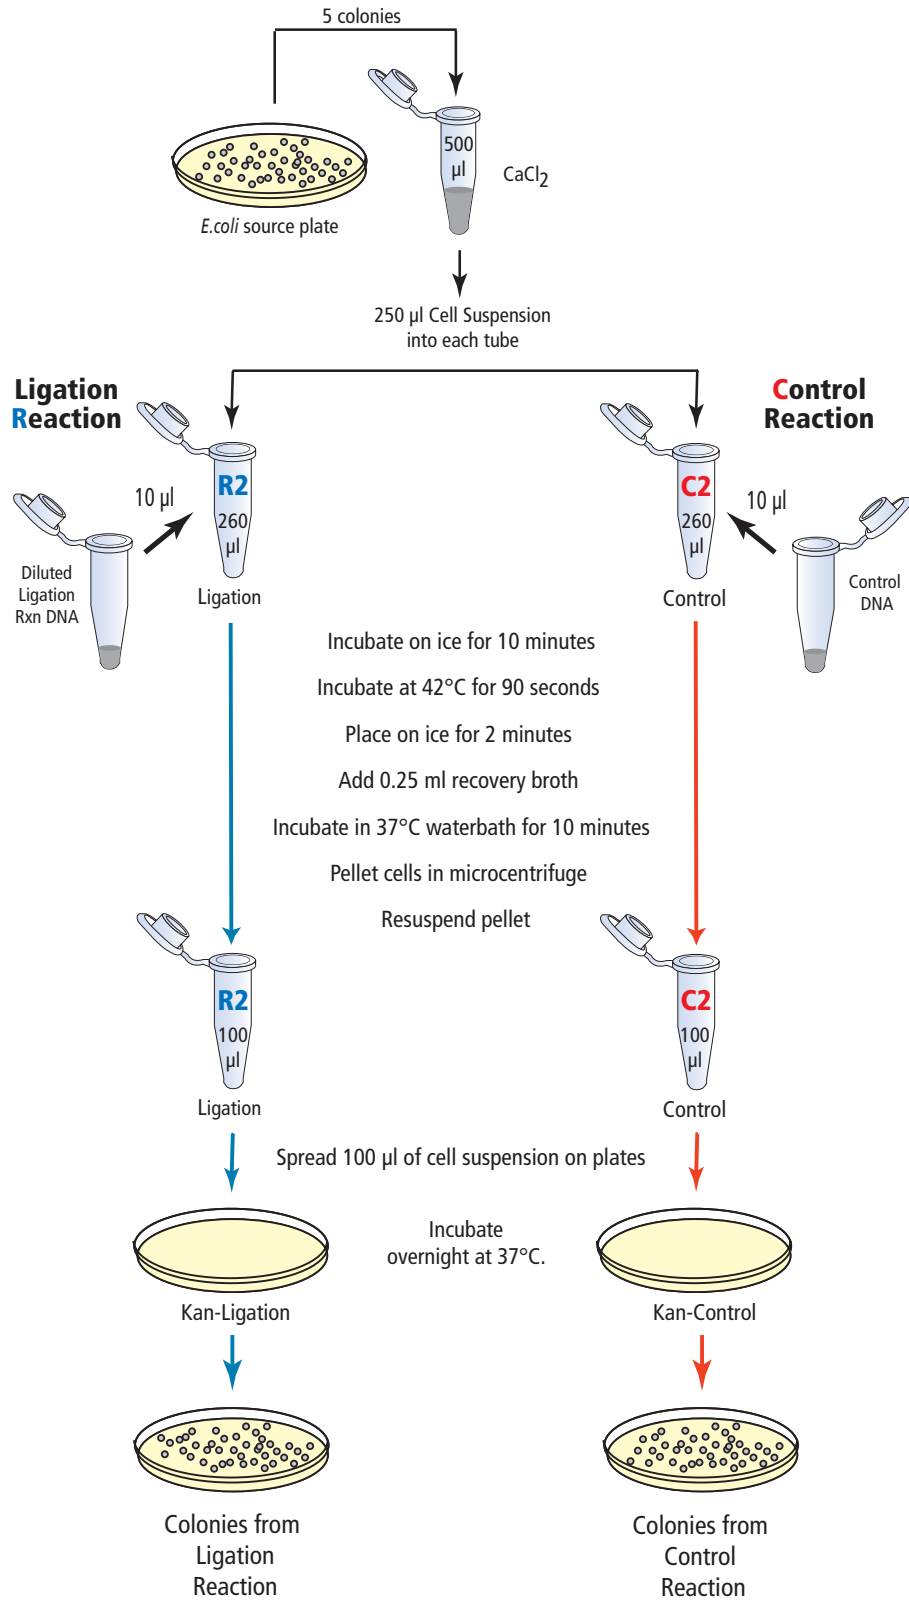 5 colonies
500
µl
CaCl2
E.coli source plate
250 µl Cell Suspension
into each tube
Ligation
Reaction
Control
Reaction
R2
260
µl
C2
260
µl
10 µl
10 µl
Diluted
Ligation
Rxn DNA
Control
DNA
Ligation
Control
Incubate on ice for 10 minutes
Incubate at 42°C for 90 seconds
Place on ice for 2 minutes
Add 0.25 ml recovery broth
Incubate in 37°C waterbath for 10 minutes
Pellet cells in microcentrifuge
Resuspend pellet
R2
100
µl
C2
100
µl
Ligation
Control
Spread 100 µl of cell suspension on plates
Incubate
overnight at 37°C.
Kan-Ligation
Kan-Control
Colonies from
Ligation
Reaction
Colonies from
Control
Reaction